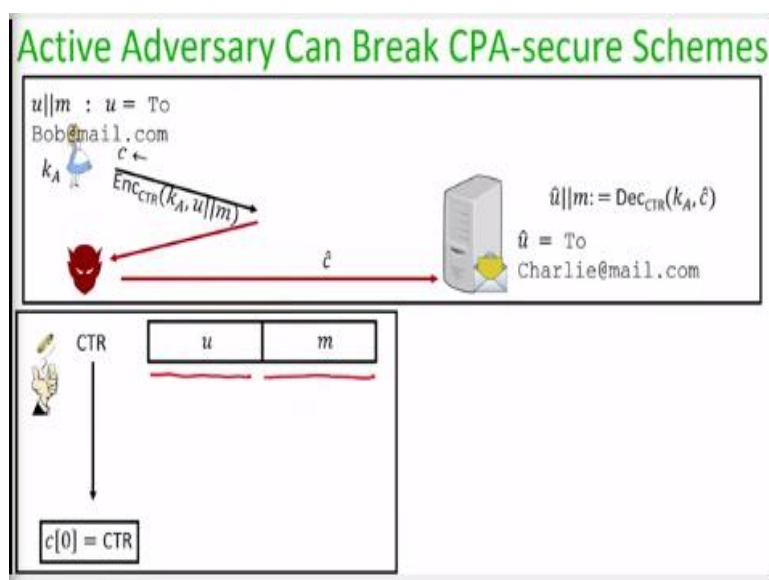 Active Adversary Can Break CPA-secure Schemes
u||m : u = To
Bob@mail.com
c ←
k_A
Enc_CTR(k_A, u||m)
û||m: = Dec_CTR(k_A, ĉ)
ĉ
û = To
Charlie@mail.com
CTR u m
c[0] = CTR